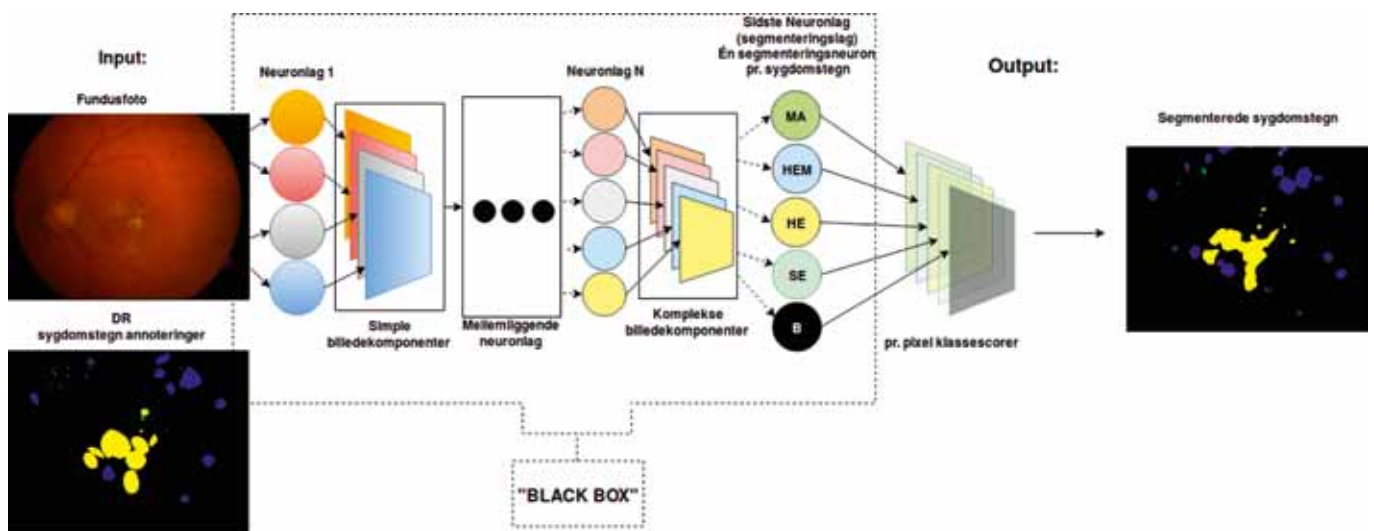 Input:
Fundusfoto
DR
sygdomstegn annoteringer
Neuronlag 1
Simple
billedekomponenter
Mellemliggende
neuronlag
Neuronlag N
Komplekse
billedekomponenter
Sidste Neuronlag
(segmenteringslag)
Én segmenteringsneuron
pr. sygdomstegn
MA
HEM
HE
SE
B
Output:
pr. pixel klassescorer
Segmenterede sygdomstegn
"BLACK BOX"